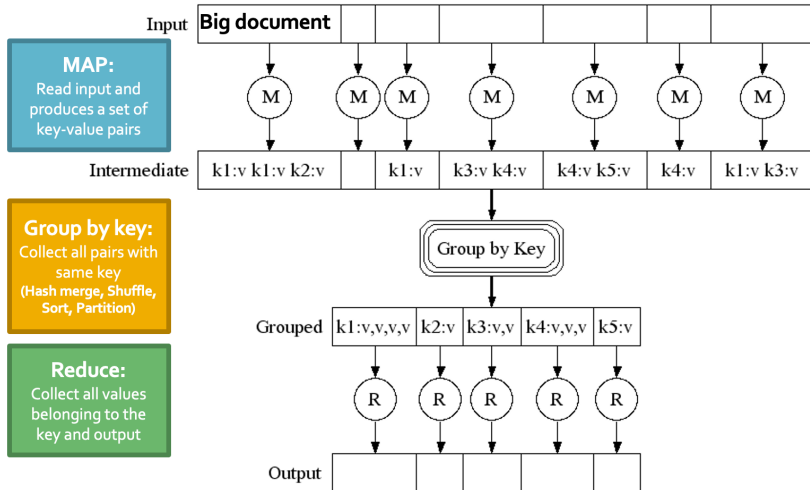 Input
Big document
MAP:
Read input and
produces a set of
key-value pairs
M M M M M M M
Intermediate
k1:v k1:v k2:v
k1:v
k3:v k4:v
k4:v k5:v
k4:v
k1:v k3:v
Group by key:
Collect all pairs with
same key
(Hash merge, Shuffle,
Sort, Partition)
Group by Key
Grouped
k1:v,v,v,v
k2:v
k3:v,v
k4:v,v,v
k5:v
Reduce:
Collect all values
belonging to the
key and output
R R R R R
Output